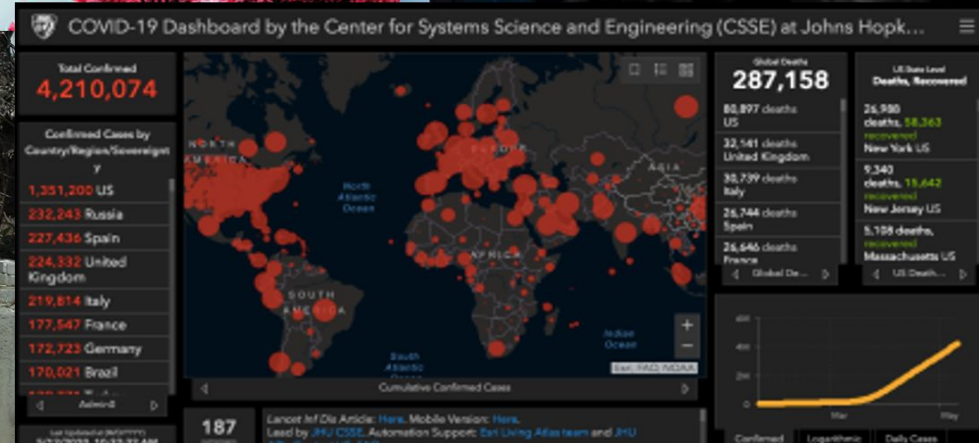 COVID-19 Dashboard by the Center for Systems Science and Engineering (CSSE) at Johns Hopk...
Total Confirmed
4,210,074
Confirmed Cases by
Country/Region/Sovereignt
y
1,351,200 US
232,243 Russia
227,436 Spain
224,332 United
Kingdom
219,814 Italy
177,547 France
172,723 Germany
170,021 Brazil
Admin0
NORTH
AMERICA
North
Atlantic
Ocean
EUROPE
ASIA
AFRICA
SOUTH
AMERICA
South
Atlantic
Ocean
Indian
Ocean
+
−
Esri, FAO, NOAA
Cumulative Confirmed Cases
187
Lancet Inf Dis Article: Here. Mobile Version: Here.
Lead by JHU CSSE. Automation Support: Esri Living Atlas team and JHU
Global Deaths
287,158
80,897 deaths
US
32,141 deaths
United Kingdom
30,739 deaths
Italy
26,744 deaths
Spain
26,646 deaths
France
Global De...
US State Level
Deaths, Recovered
26,988
deaths, 58,363
recovered
New York US
9,340
deaths, 15,642
recovered
New Jersey US
5,108 deaths,
recovered
Massachusetts US
US Death...
Mar
May
Confirmed
Logarithmic
Daily Cases